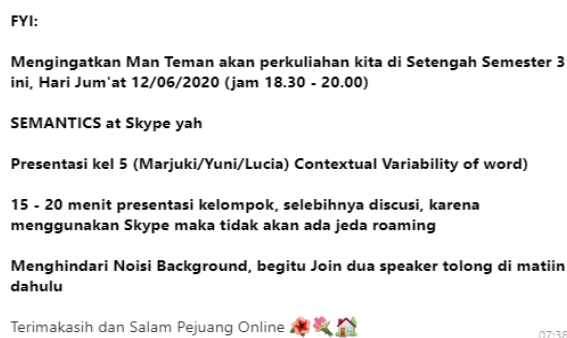 FYI:
Mengingatkan Man Teman akan perkuliahan kita di Setengah Semester 3
ini, Hari Jum'at 12/06/2020 (jam 18.30 - 20.00)
SEMANTICS at Skype yah
Presentasi kel 5 (Marjuki/Yuni/Lucia) Contextual Variability of word)
15 - 20 menit presentasi kelompok, selebihnya discusi, karena
menggunakan Skype maka tidak akan ada jeda roaming
Menghindari Noisi Background, begitu Join dua speaker tolong di matiin
dahulu
Terimakasih dan Salam Pejuang Online 🌺💐🏠
07:38